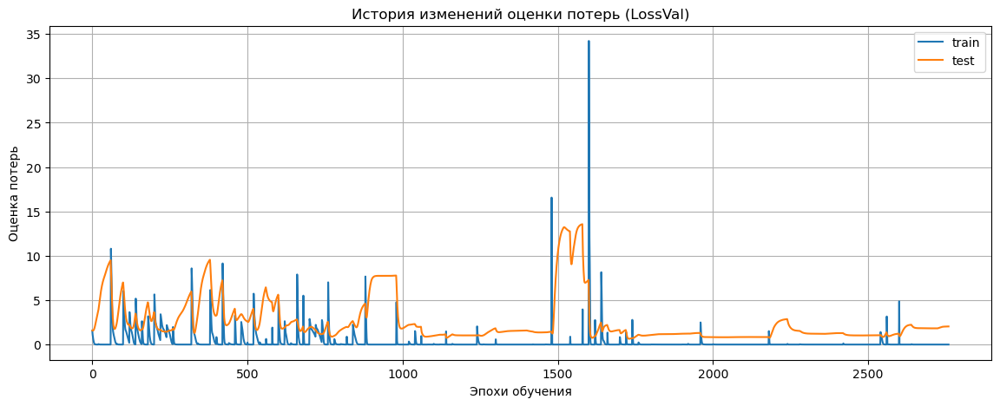 История изменений оценки потерь (LossVal)
train
test
Оценка потерь
35
30
25
20
15
10
5
0
0 500 1000 1500 2000 2500
Эпохи обучения